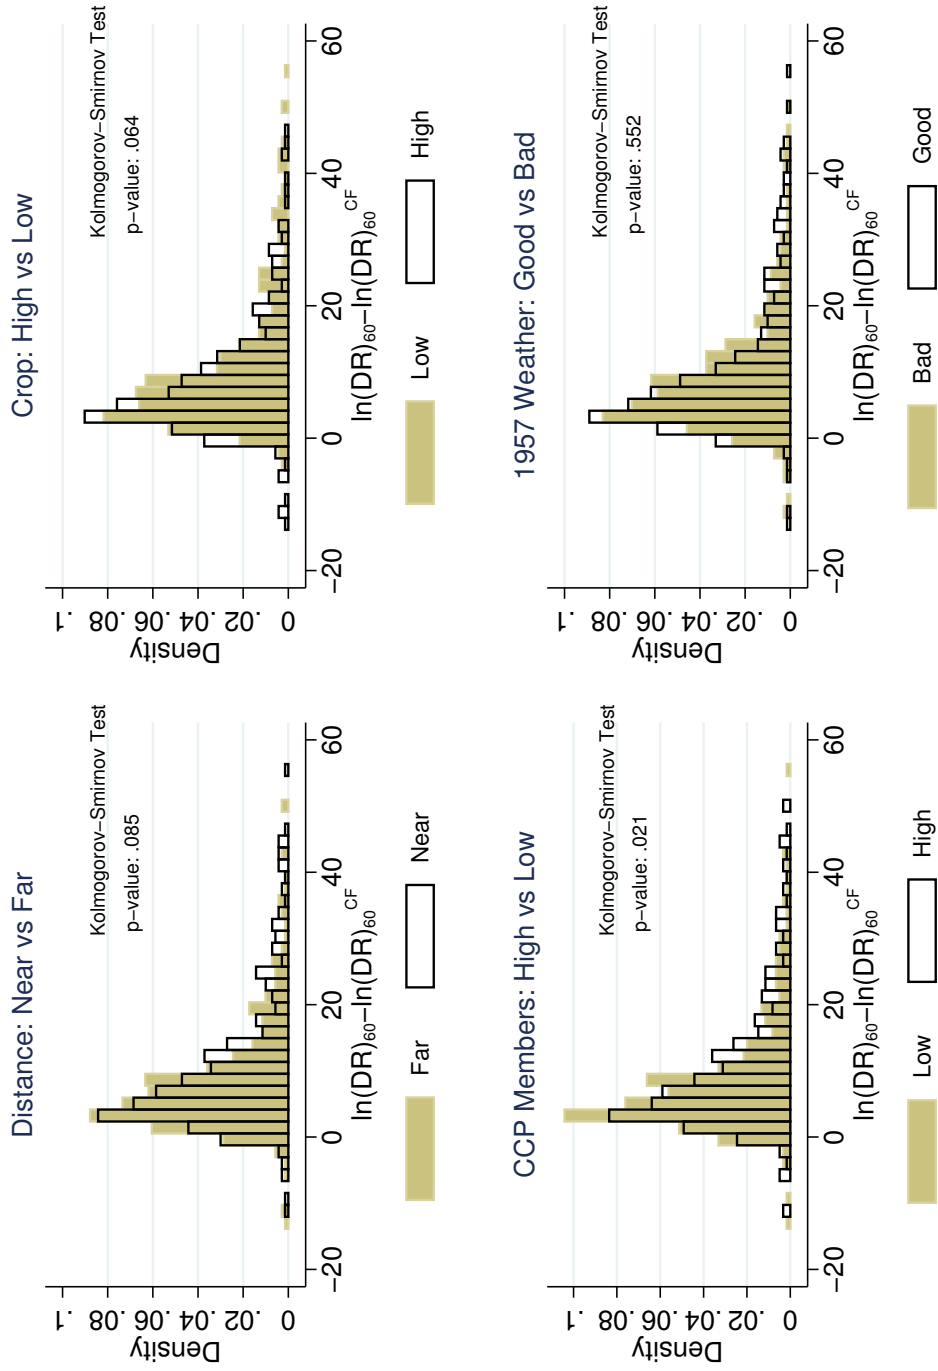 Distance: Near vs Far
Kolmogorov−Smirnov Test
p−value: .085
Density
0 .02 .04 .06 .08 .1
−20 0 20 40 60
ln(DR)60−ln(DR)60CF
Far Near
Crop: High vs Low
Kolmogorov−Smirnov Test
p−value: .064
Density
0 .02 .04 .06 .08 .1
−20 0 20 40 60
ln(DR)60−ln(DR)60CF
Low High
CCP Members: High vs Low
Kolmogorov−Smirnov Test
p−value: .021
Density
0 .02 .04 .06 .08 .1
−20 0 20 40 60
ln(DR)60−ln(DR)60CF
Low High
1957 Weather: Good vs Bad
Kolmogorov−Smirnov Test
p−value: .552
Density
0 .02 .04 .06 .08 .1
−20 0 20 40 60
ln(DR)60−ln(DR)60CF
Bad Good